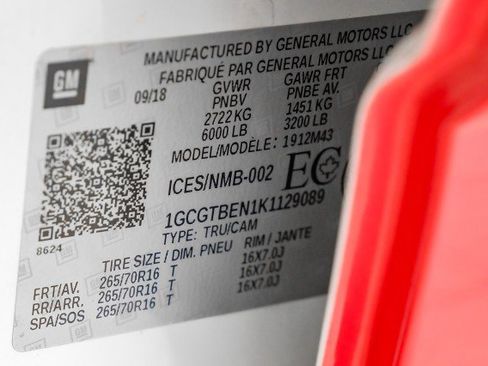 GM
MANUFACTURED BY GENERAL MOTORS LLC
FABRIQUÉ PAR GENERAL MOTORS LLC
09/18 GVWR GAWR FRT
PNBV PNBE AV.
2722 KG 1451 KG
6000 LB 3200 LB
MODEL/MODÈLE: 1912M43
ICES/NMB-002 EC
1GCGTBEN1K1129089
TYPE: TRU/CAM
8624
TIRE SIZE / DIM. PNEU RIM / JANTE
FRT/AV. 265/70R16 T 16X7.0J
RR/ARR. 265/70R16 T 16X7.0J
SPA/SOS 265/70R16 T 16X7.0J